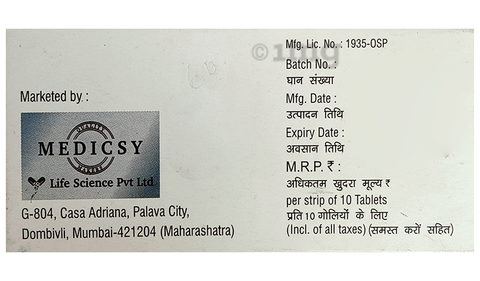 ©1mg
Marketed by :
MEDICSY
Life Science Pvt Ltd
G-804, Casa Adriana, Palava City,
Dombivli, Mumbai-421204 (Maharashatra)
Mfg. Lic. No. : 1935-OSP
Batch No. :
घान संख्या
Mfg. Date :
उत्पादन तिथि
Expiry Date :
अवसान तिथि
M.R.P. ₹ :
अधिकतम खुदरा मूल्य ₹
per strip of 10 Tablets
प्रति 10 गोलियों के लिए
(Incl. of all taxes) (समस्त करों सहित)